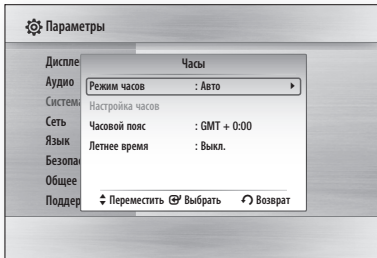 Параметры
Диспле
Аудио
Система
Сеть
Язык
Безопа
Общее
Поддер
Часы
Режим часов : Авто
Настройка часов
Часовой пояс : GMT + 0:00
Летнее время : Выкл.
Переместить Выбрать Возврат